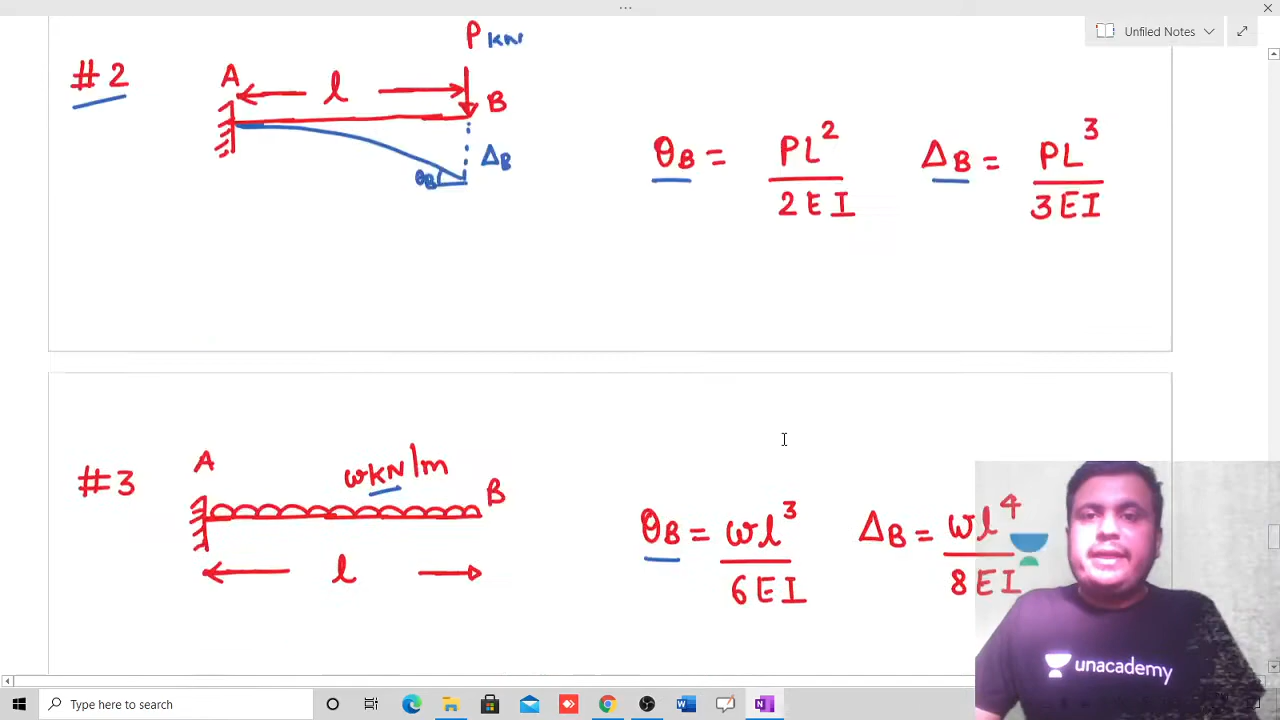 Unfiled Notes
P kN
#2
A
l
B
θB = PL²/2EI
ΔB = PL³/3EI
ΔB
θB
#3
A
wkN/m
B
l
θB = wl³/6EI
ΔB = wl⁴/8EI
unacademy
Type here to search